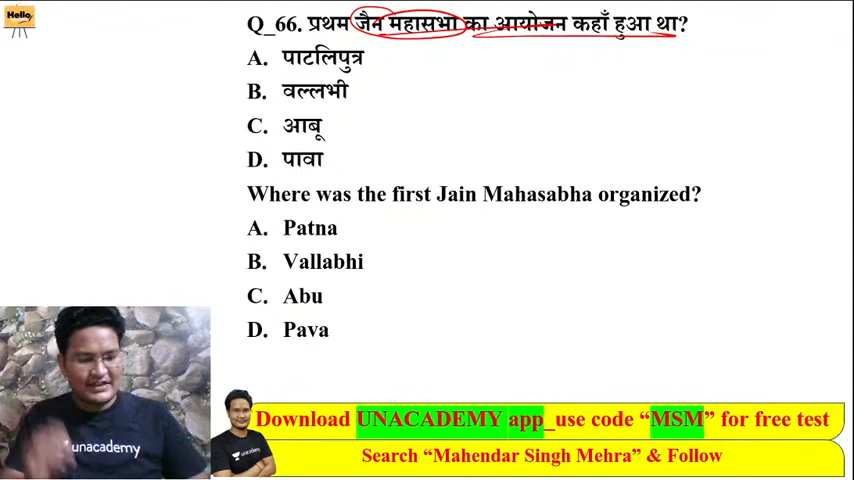 Hello
Q_66. प्रथम जैन महासभा का आयोजन कहाँ हुआ था?
A. पाटलिपुत्र
B. वल्लभी
C. आबू
D. पावा
Where was the first Jain Mahasabha organized?
A. Patna
B. Vallabhi
C. Abu
D. Pava
unacademy
Download UNACADEMY app_use code “MSM” for free test
unacademy
Search “Mahendar Singh Mehra” & Follow